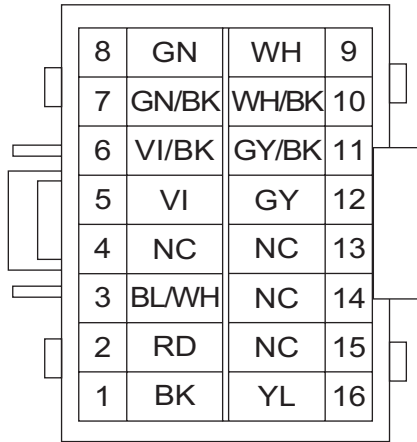 8 GN WH 9
7 GN/BK WH/BK 10
6 VI/BK GY/BK 11
5 VI GY 12
4 NC NC 13
3 BL/WH NC 14
2 RD NC 15
1 BK YL 16